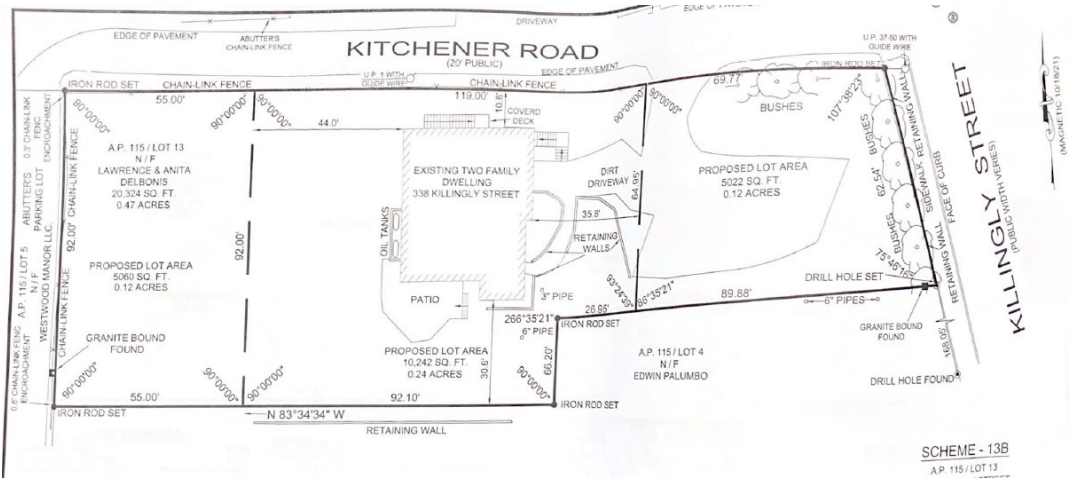 EDGE OF PAVEMENT
ABUTTER'S
CHAIN-LINK FENCE
DRIVEWAY
EDGE OF PAVEMENT
KITCHENER ROAD
(20' PUBLIC)
U.P. 1 WITH
GUIDE WIRE
EDGE OF PAVEMENT
U.P. 37-50 WITH
GUIDE WIRE
IRON ROD SET
CHAIN-LINK FENCE
CHAIN-LINK FENCE
IRON ROD SET
55.00'
119.00'
69.77'
90°00'00"
90°00'00"
90°00'00"
90°00'00"
90°00'00"
107°38'23"
10.8'
COVERD
DECK
BUSHES
44.0'
A.P. 115 / LOT 13
N / F
LAWRENCE & ANITA
DELBONIS
20,324 SQ. FT.
0.47 ACRES
EXISTING TWO FAMILY
DWELLING
338 KILLINGLY STREET
DIRT
DRIVEWAY
64.95'
PROPOSED LOT AREA
5022 SQ. FT.
0.12 ACRES
BUSHES
62.54'
BUSHES
SIDEWALK
RETAINING WALL
FACE OF CURB
RETAINING WALL
KILLINGLY STREET
(PUBLIC WIDTH VERIES)
(MAGNETIC 10/18/21)
0.3' CHAIN-LINK
FENC
ENCROACHMENT
CHAIN-LINK FENCE
92.00'
CHAIN-LINK FENCE
ABUTTER'S
PARKING LOT
A.P. 115 / LOT 5
N / F
WESTWOOD MANOR LLC.
0.8' CHAIN-LINK FENC
ENCROACHMENT
92.00'
OIL TANKS
35.8'
RETAINING
WALLS
PROPOSED LOT AREA
5060 SQ. FT.
0.12 ACRES
PATIO
3" PIPE
93°24'39"
86°35'21"
75°46'16"
DRILL HOLE SET
89.88'
6" PIPES
26.95'
266°35'21"
6" PIPE
IRON ROD SET
GRANITE BOUND
FOUND
GRANITE BOUND
FOUND
168.05'
PROPOSED LOT AREA
10,242 SQ. FT.
0.24 ACRES
30.6'
66.20'
A.P. 115 / LOT 4
N / F
EDWIN PALUMBO
DRILL HOLE FOUND
90°00'00"
90°00'00"
90°00'00"
90°00'00"
55.00'
92.10'
IRON ROD SET
IRON ROD SET
N 83°34'34" W
RETAINING WALL
SCHEME - 13B
A.P. 115 / LOT 13